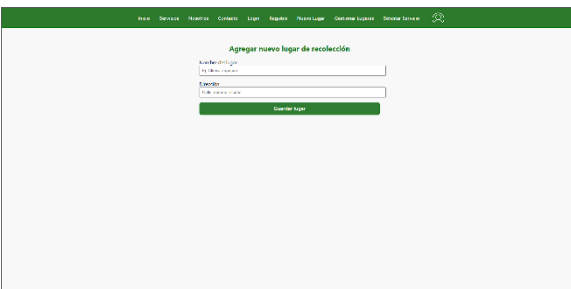 Inicio Servicios Nosotros Contacto Login Registro Nuevo Lugar Gestionar Lugares Servicio
Agregar nuevo lugar de recolección
Nombre del lugar
Ej.
Dirección
Guardar lugar